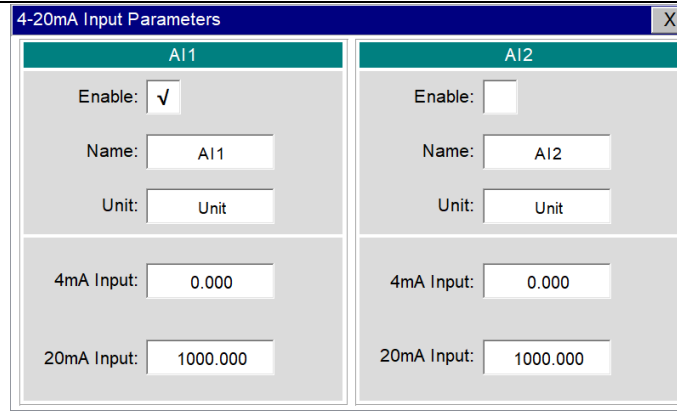 4-20mA Input Parameters X
AI1
Enable: √
Name: AI1
Unit: Unit
4mA Input: 0.000
20mA Input: 1000.000
AI2
Enable:
Name: AI2
Unit: Unit
4mA Input: 0.000
20mA Input: 1000.000